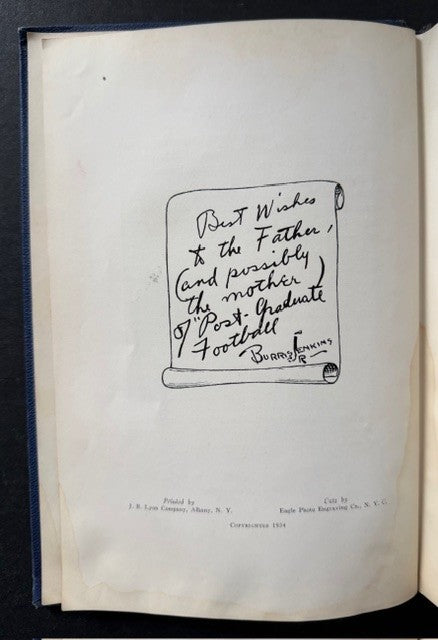 Best Wishes
to the Father,
(and possibly
the mother)
of "Post-Graduate
Football
BURRIS JENKINS
JR
Printed by
J. B. Lyon Company, Albany, N. Y.
Cuts by
Eagle Photo Engraving Co., N. Y. C.
COPYRIGHTED 1934